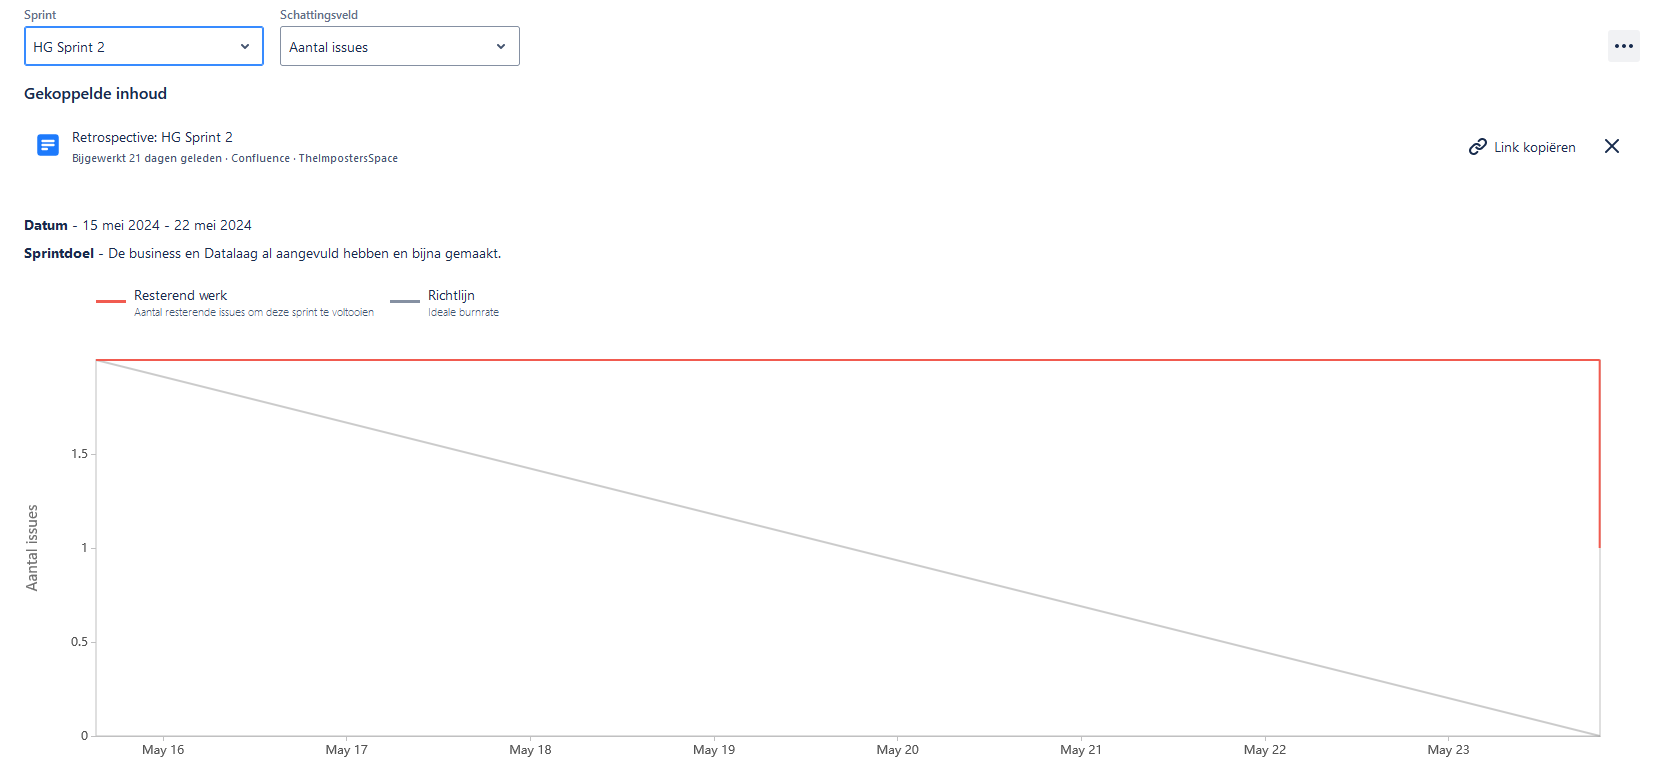 Sprint Schattingsveld
HG Sprint 2 Aantal issues
Gekoppelde inhoud
Retrospective: HG Sprint 2
Bijgewerkt 21 dagen geleden · Confluence · TheImpostersSpace
Link kopiëren
Datum - 15 mei 2024 - 22 mei 2024
Sprintdoel - De business en Datalaag al aangevuld hebben en bijna gemaakt.
Resterend werk Richtlijn
Aantal resterende issues om deze sprint te voltooien Ideale burnrate
1.5
1
0.5
0
Aantal issues
May 16 May 17 May 18 May 19 May 20 May 21 May 22 May 23